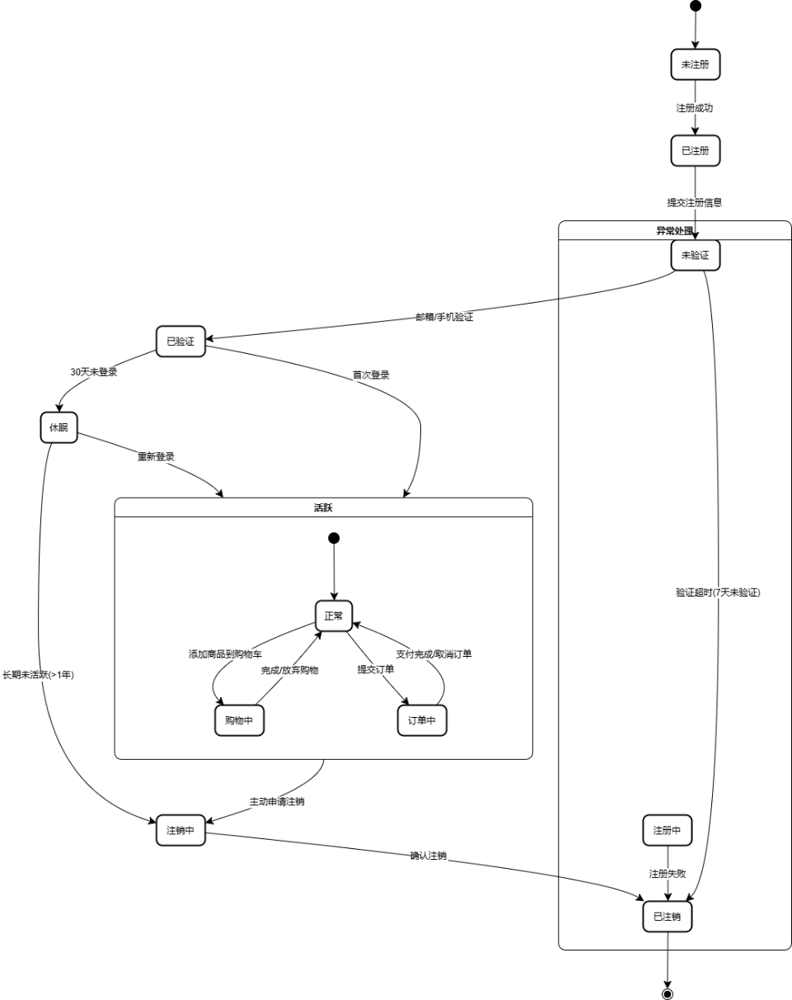 未注册
注册成功
已注册
提交注册信息
异常处理
未验证
邮箱/手机验证
已验证
30天未登录
首次登录
休眠
重新登录
活跃
验证超时(7天未验证)
正常
添加商品到购物车
支付完成/取消订单
完成/放弃购物
提交订单
长期未活跃(>1年)
购物中
订单中
主动申请注销
注销中
注册中
确认注销
注册失败
已注销